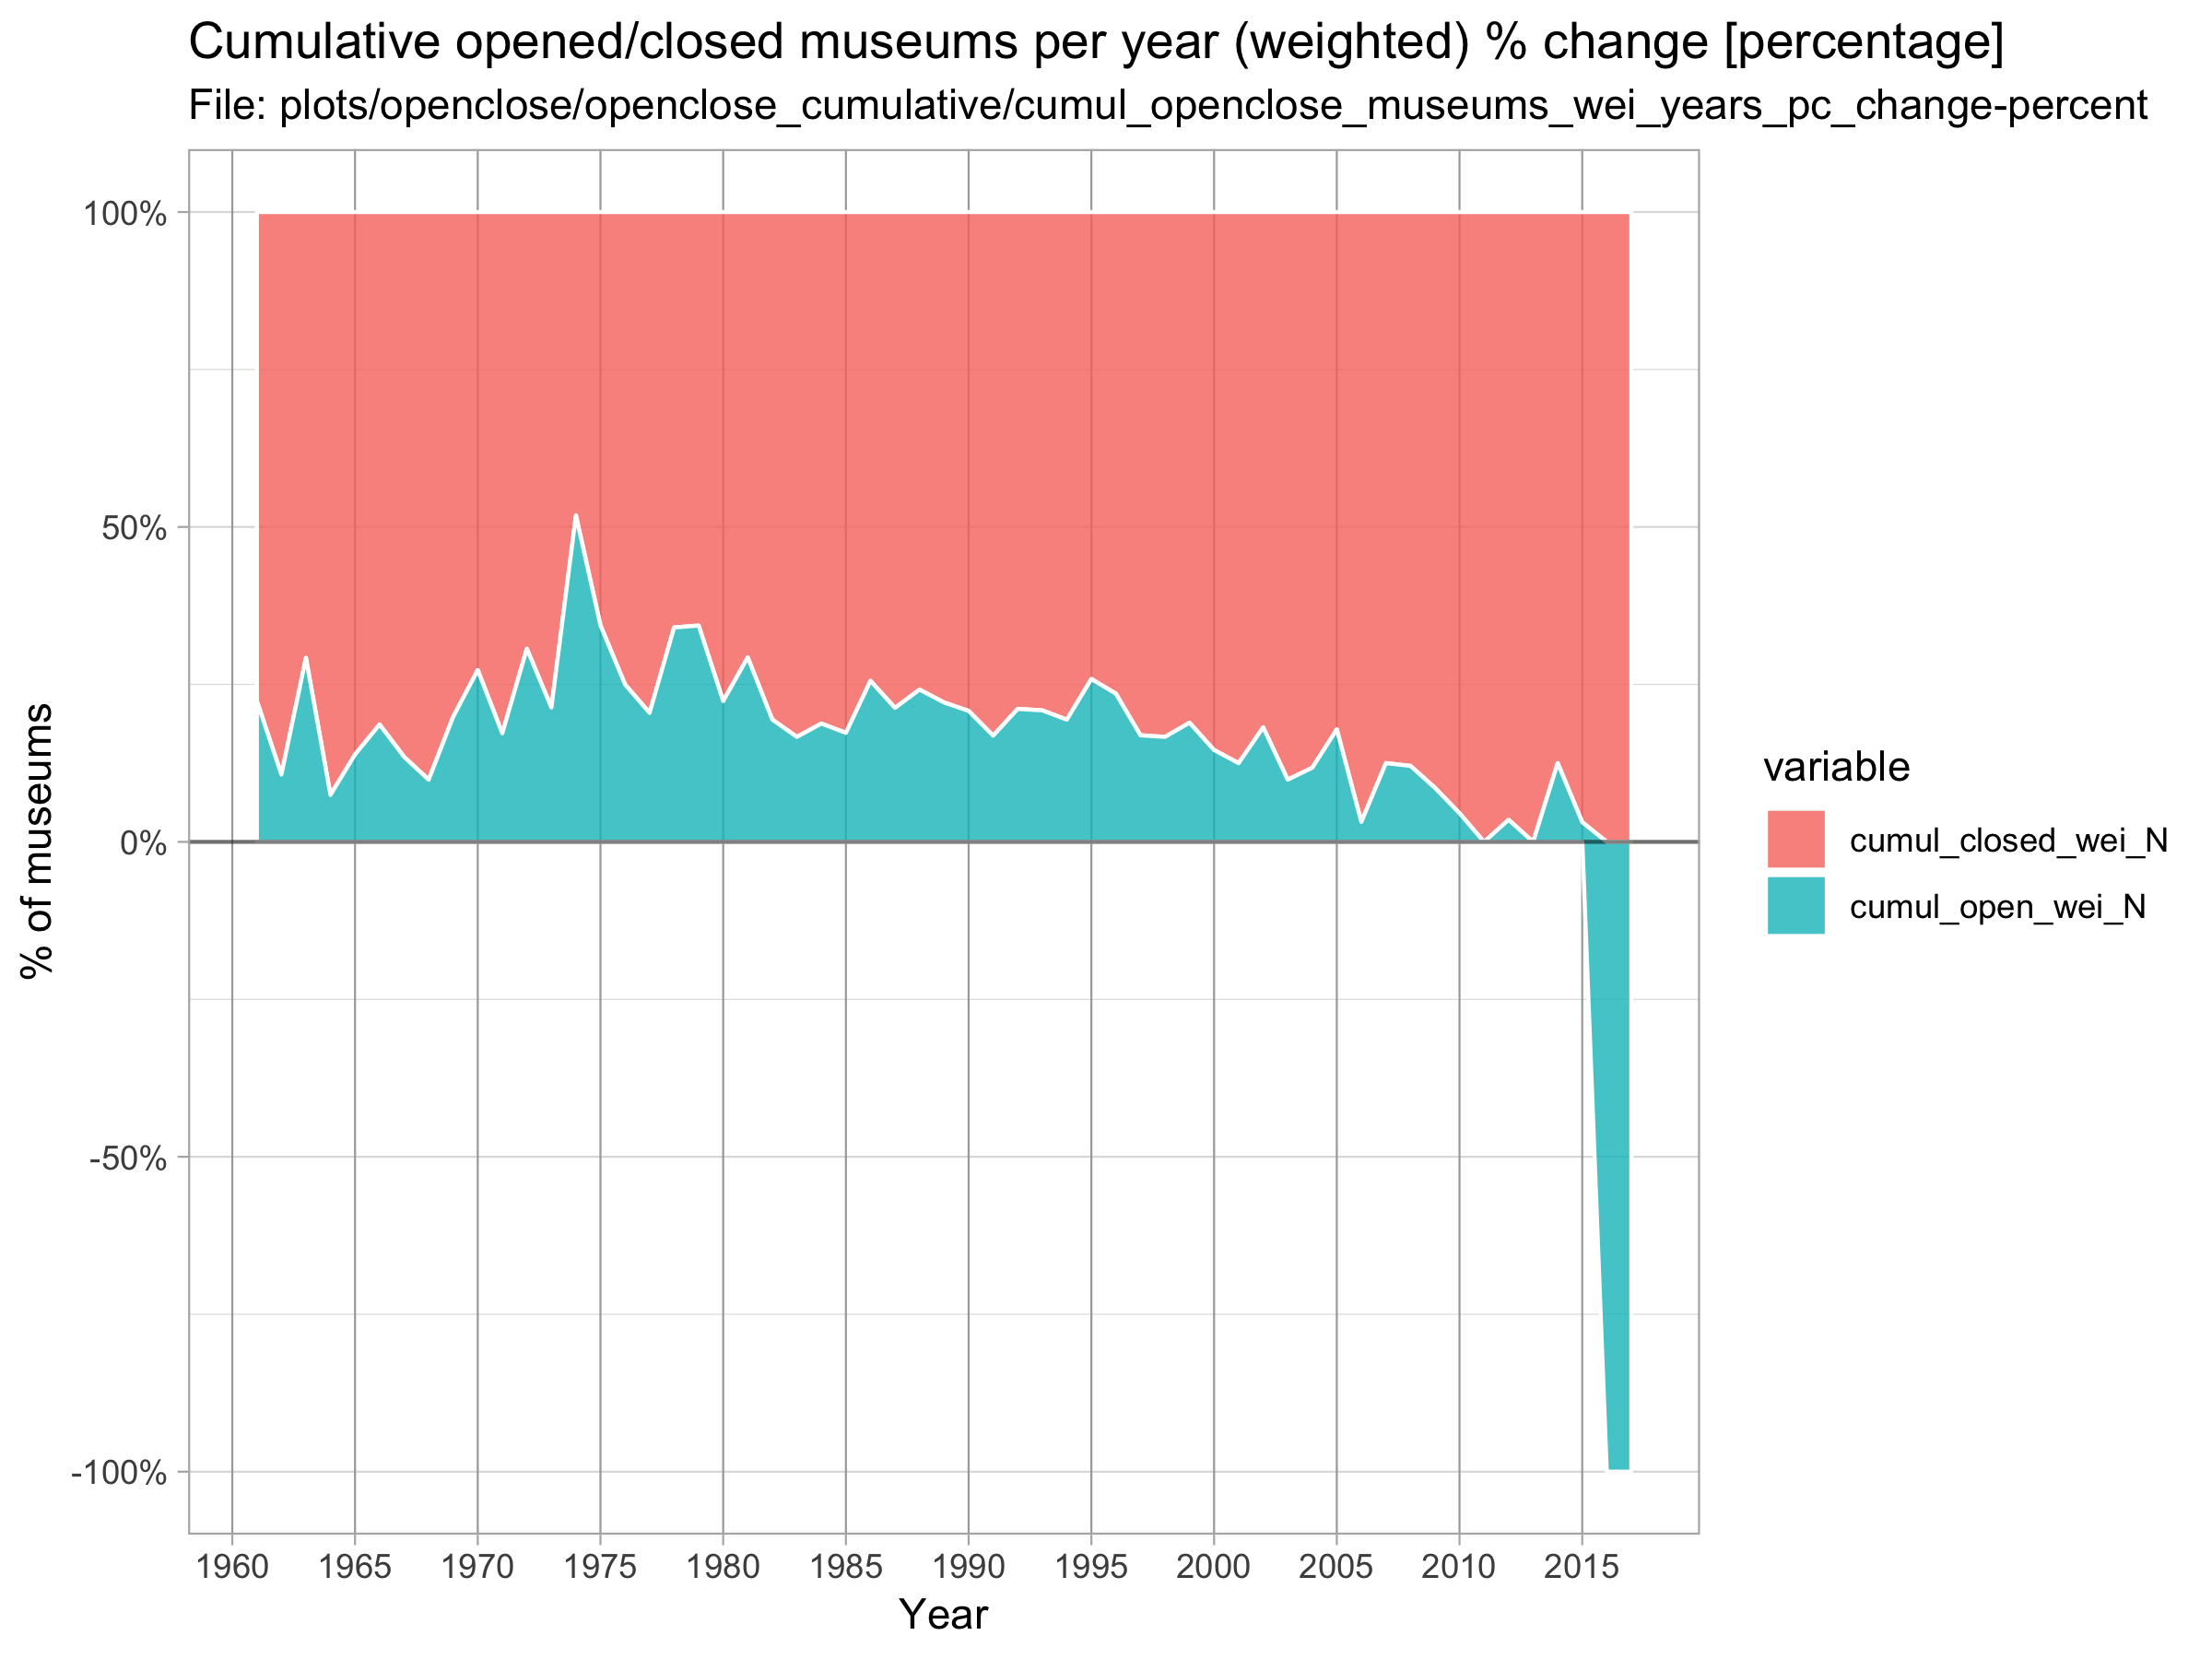 Cumulative opened/closed museums per year (weighted) % change [percentage]
File: plots/openclose/openclose_cumulative/cumul_openclose_museums_wei_years_pc_change-percent
100%
50%
0%
-50%
-100%
% of museums
1960 1965 1970 1975 1980 1985 1990 1995 2000 2005 2010 2015
Year
variable
cumul_closed_wei_N
cumul_open_wei_N